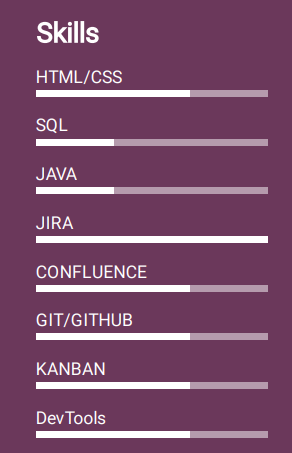 Skills
HTML/CSS
SQL
JAVA
JIRA
CONFLUENCE
GIT/GITHUB
KANBAN
DevTools